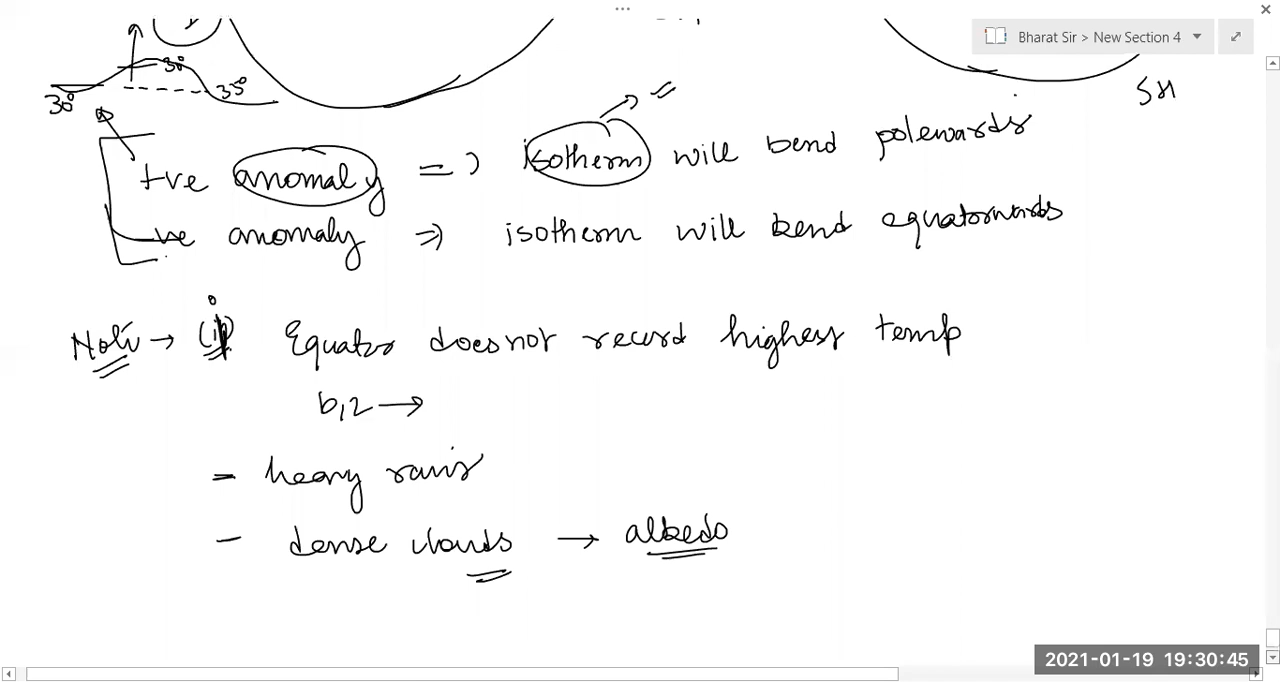 Bharat Sir > New Section 4
30°
30°
35°
SH
+ve anomaly => isotherm will bend polewards
-ve anomaly => isotherm will bend equatorwards
Note → (i) Equator does not record highest temp
b/z →
= heavy rains
- dense clouds → albedo
2021-01-19 19:30:45